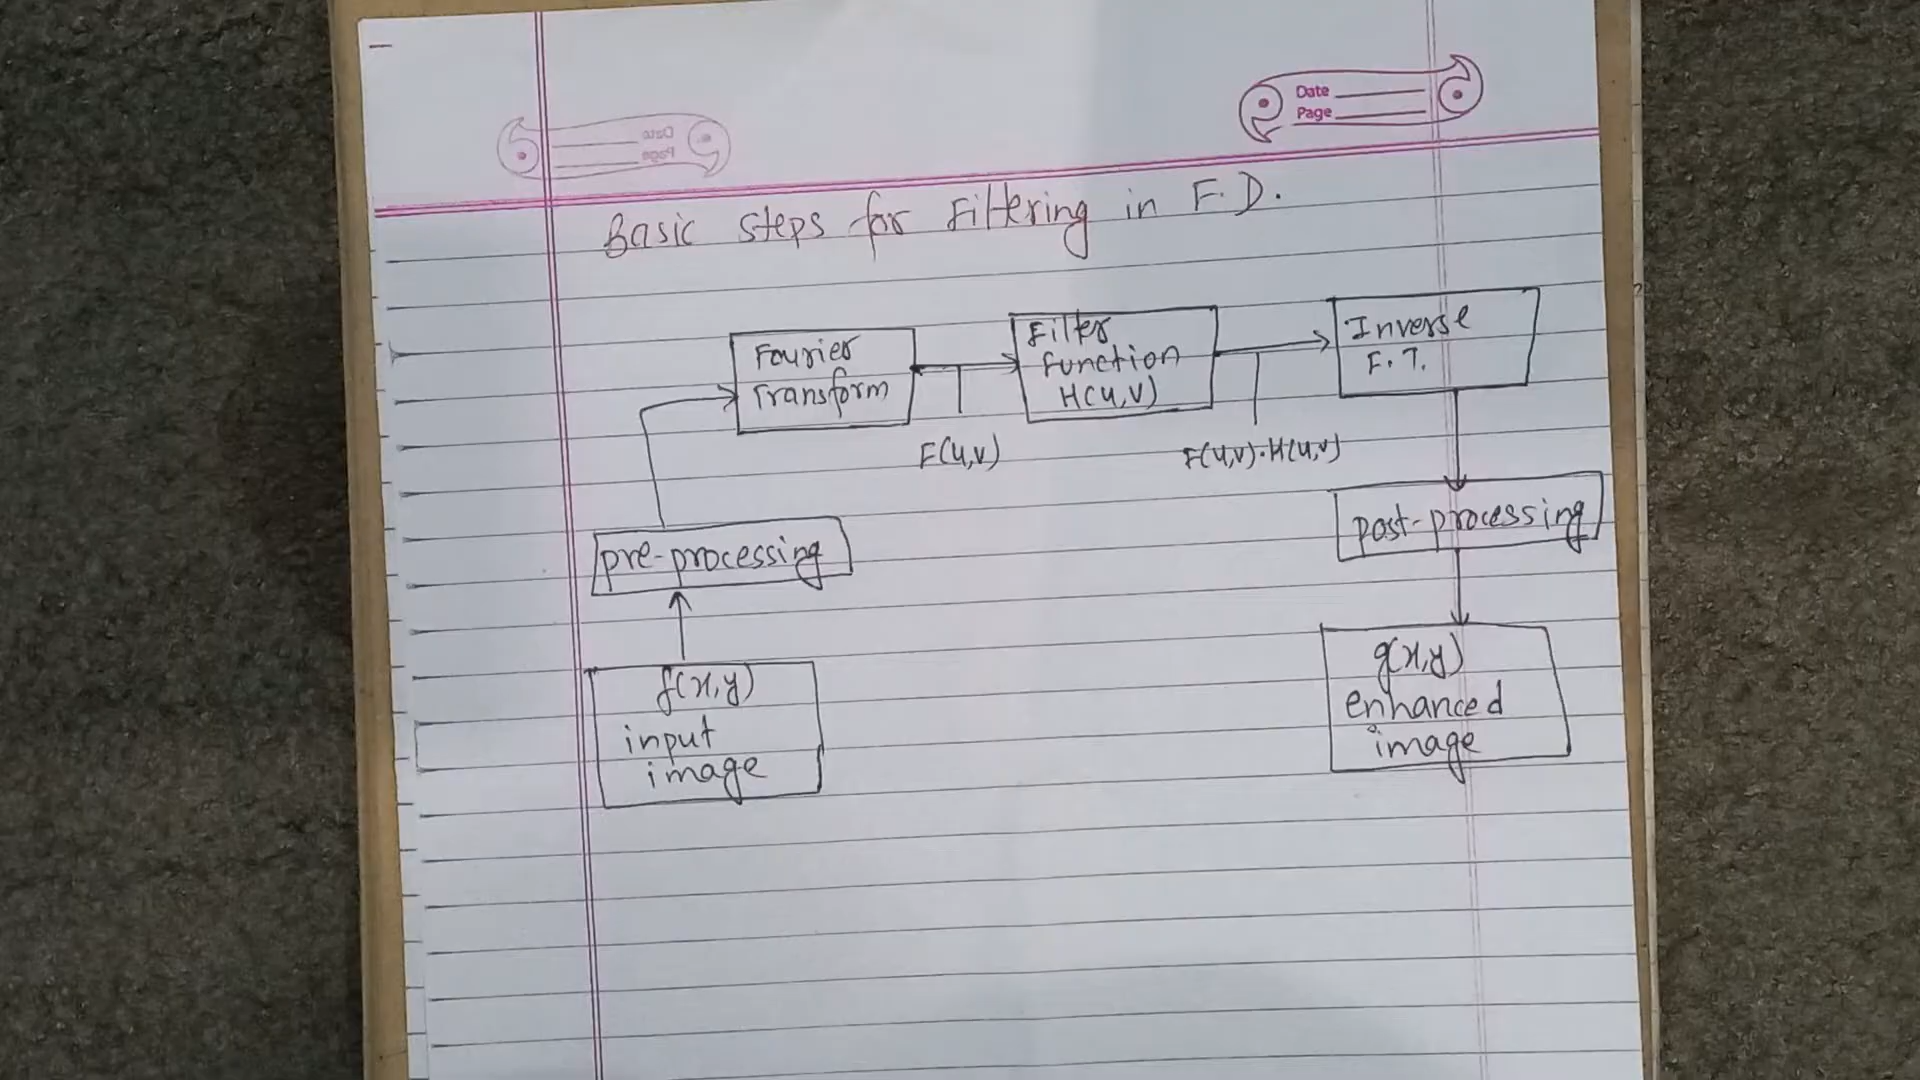 Date
Page
Basic steps for Filtering in F.D.
Fourier
Transform
Filter
Function
H(u,v)
Inverse
F.T.
F(u,v)
F(u,v).H(u,v)
pre-processing
post-processing
f(x,y)
input
image
g(x,y)
enhanced
image